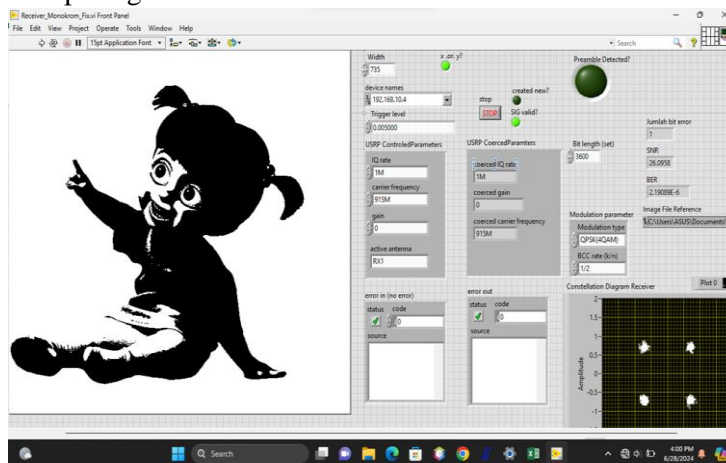 Receiver_Monokrom_Fix.vi Front Panel
File Edit View Project Operate Tools Window Help
15pt Application Font
Search
Width
735
x .or. y?
Preamble Detected?
device names
192.168.10.4
created new?
stop
STOP
SIG valid?
Trigger level
0.005000
Jumlah bit error
1
USRP ControledParameters
USRP CoercedParamters
Bit length (set)
3600
SNR
26.0958
IQ rate
1M
coerced IQ rate
1M
BER
2.19089E-6
carrier frequency
915M
coerced gain
0
gain
0
coerced carrier frequency
915M
Modulation parameter
Modulation type
QPSK(4QAM)
Image File Reference
C:\Users\ASUS\Documents
active antenna
RX1
BCC rate (k/n)
1/2
Constellation Diagram Receiver
Plot 0
error in (no error)
error out
status code
0
status code
0
source
source
Amplitude
2-
1.5-
1-
0.5-
0-
-0.5-
-1-
Search
4:00 PM
6/28/2024